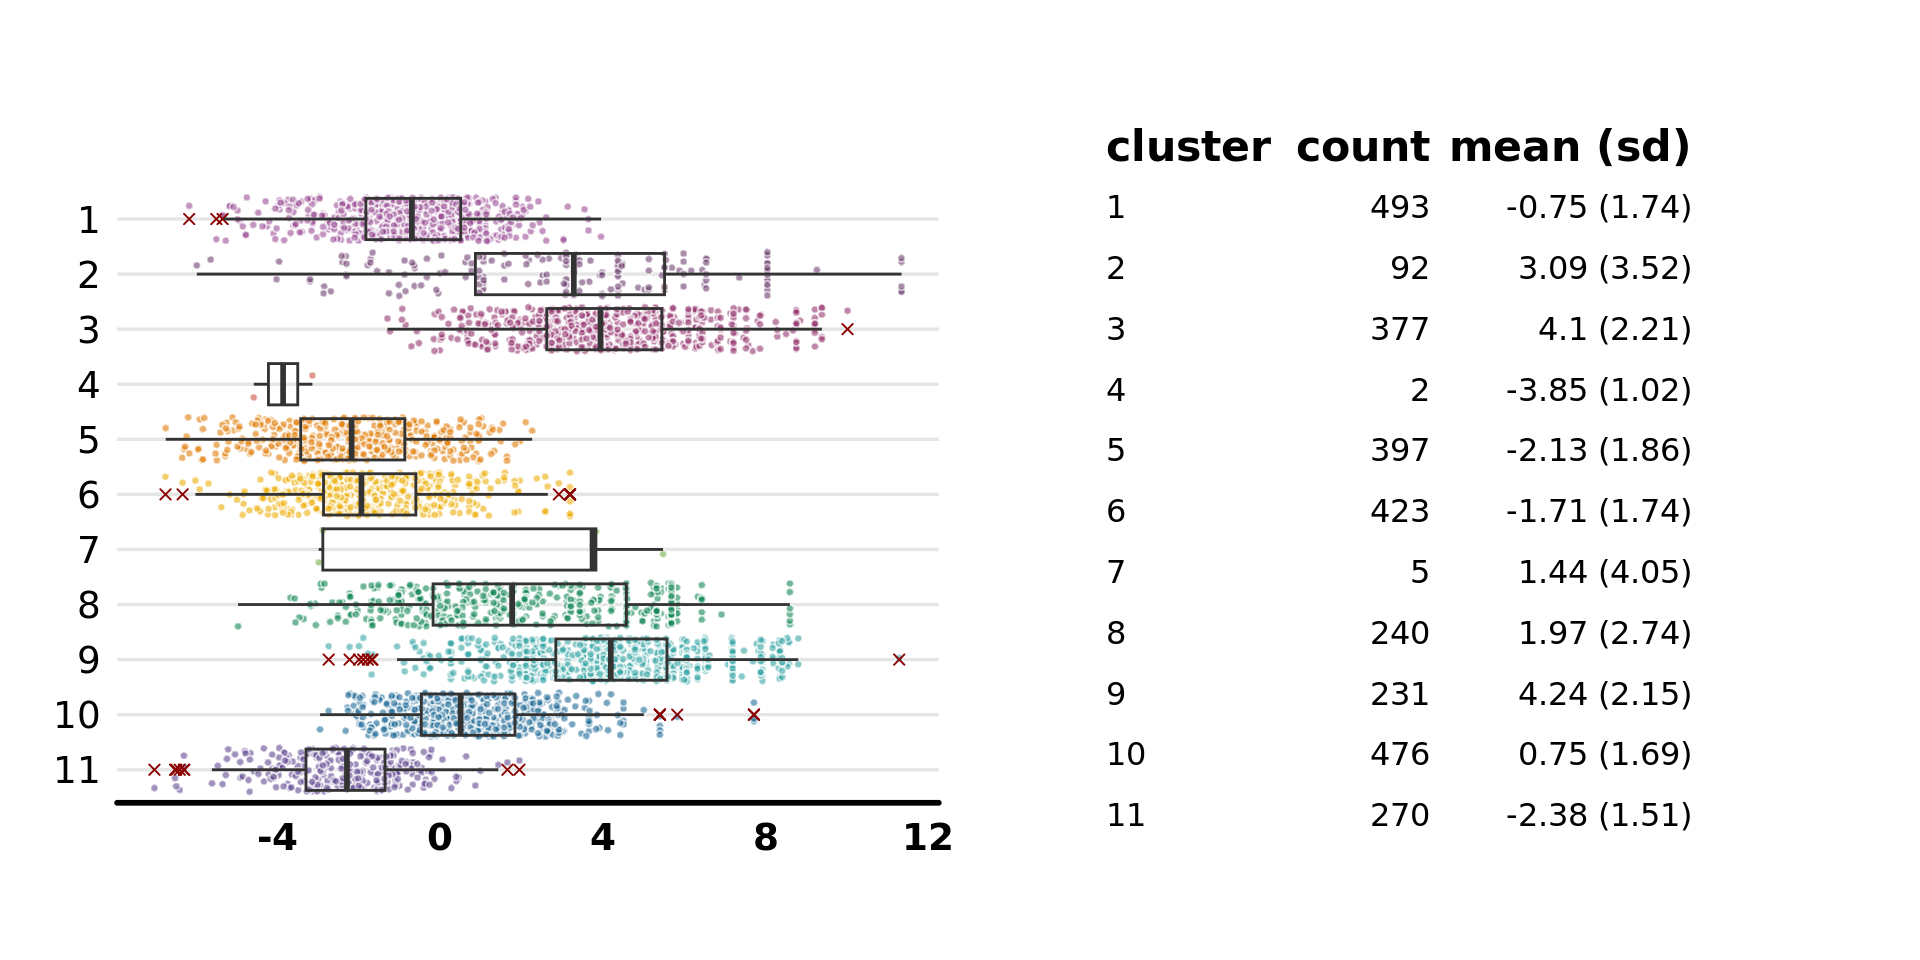 cluster count mean (sd)
1 493 -0.75 (1.74)
2 92 3.09 (3.52)
3 377 4.1 (2.21)
4 2 -3.85 (1.02)
5 397 -2.13 (1.86)
6 423 -1.71 (1.74)
7 5 1.44 (4.05)
8 240 1.97 (2.74)
9 231 4.24 (2.15)
10 476 0.75 (1.69)
11 270 -2.38 (1.51)
1
2
3
4
5
6
7
8
9
10
11
-4 0 4 8 12